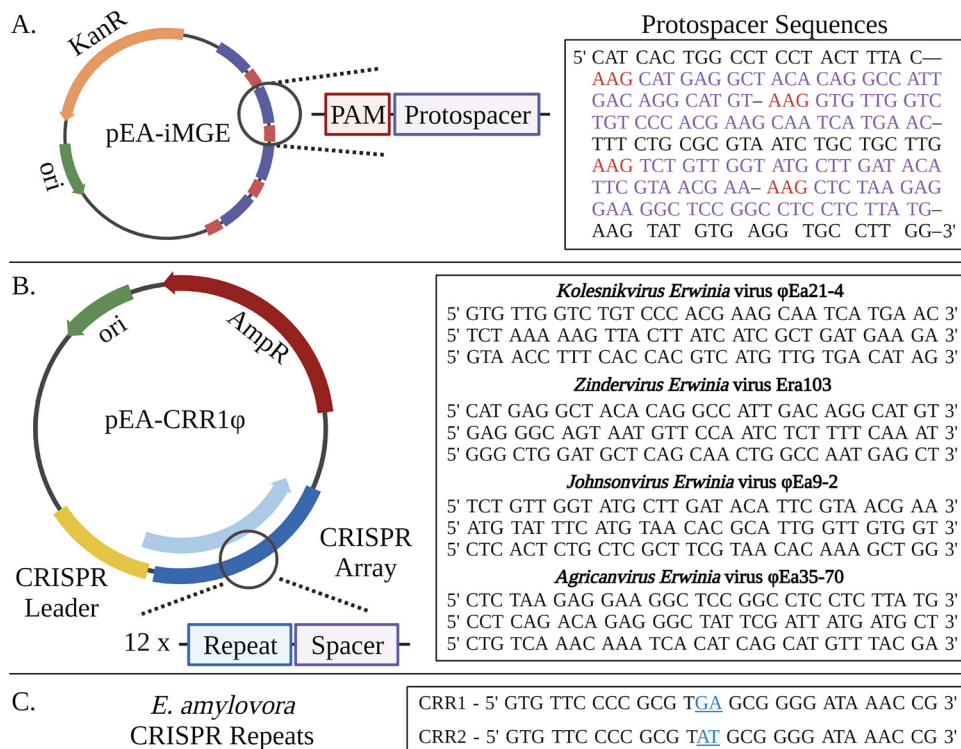 A.
KanR
pEA-iMGE
ori
PAM
Protospacer
Protospacer Sequences
5' CAT CAC TGG CCT CCT ACT TTA C—
AAG CAT GAG GCT ACA CAG GCC ATT
GAC AGG CAT GT– AAG GTG TTG GTC
TGT CCC ACG AAG CAA TCA TGA AC–
TTT CTG CGC GTA ATC TGC TGC TTG
AAG TCT GTT GGT ATG CTT GAT ACA
TTC GTA ACG AA– AAG CTC TAA GAG
GAA GGC TCC GGC CTC CTC TTA TG–
AAG TAT GTG AGG TGC CTT GG–3'
B.
ori
AmpR
pEA-CRR1φ
CRISPR
Leader
CRISPR
Array
12 x
Repeat
Spacer
Kolesnikvirus Erwinia virus φEa21-4
5' GTG TTG GTC TGT CCC ACG AAG CAA TCA TGA AC 3'
5' TCT AAA AAG TTA CTT ATC ATC GCT GAT GAA GA 3'
5' GTA ACC TTT CAC CAC GTC ATG TTG TGA CAT AG 3'
Zindervirus Erwinia virus Era103
5' CAT GAG GCT ACA CAG GCC ATT GAC AGG CAT GT 3'
5' GAG GGC AGT AAT GTT CCA ATC TCT TTT CAA AT 3'
5' GGG CTG GAT GCT CAG CAA CTG GCC AAT GAG CT 3'
Johnsonvirus Erwinia virus φEa9-2
5' TCT GTT GGT ATG CTT GAT ACA TTC GTA ACG AA 3'
5' ATG TAT TTC ATG TAA CAC GCA TTG GTT GTG GT 3'
5' CTC ACT CTG CTC GCT TCG TAA CAC AAA GCT GG 3'
Agricanvirus Erwinia virus φEa35-70
5' CTC TAA GAG GAA GGC TCC GGC CTC CTC TTA TG 3'
5' CCT CAG ACA GAG GGC TAT TCG ATT ATG ATG CT 3'
5' CTG TCA AAC AAA TCA CAT CAG CAT GTT TAC GA 3'
C.
E. amylovora
CRISPR Repeats
CRR1 - 5' GTG TTC CCC GCG TGA GCG GGG ATA AAC CG 3'
CRR2 - 5' GTG TTC CCC GCG TAT GCG GGG ATA AAC CG 3'